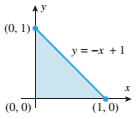 y
(0, 1)
y = −x + 1
x
(0, 0)
(1, 0)